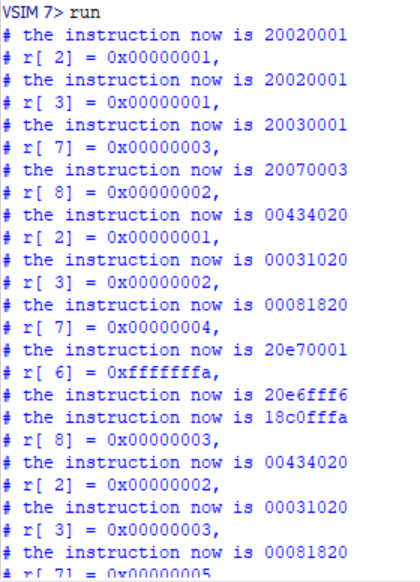 VSIM 7> run
# the instruction now is 20020001
# r[ 2] = 0x00000001,
# the instruction now is 20020001
# r[ 3] = 0x00000001,
# the instruction now is 20030001
# r[ 7] = 0x00000003,
# the instruction now is 20070003
# r[ 8] = 0x00000002,
# the instruction now is 00434020
# r[ 2] = 0x00000001,
# the instruction now is 00031020
# r[ 3] = 0x00000002,
# the instruction now is 00081820
# r[ 7] = 0x00000004,
# the instruction now is 20e70001
# r[ 6] = 0xfffffffa,
# the instruction now is 20e6fff6
# the instruction now is 18c0fffa
# r[ 8] = 0x00000003,
# the instruction now is 00434020
# r[ 2] = 0x00000002,
# the instruction now is 00031020
# r[ 3] = 0x00000003,
# the instruction now is 00081820
# r[ 7] = 0x00000005